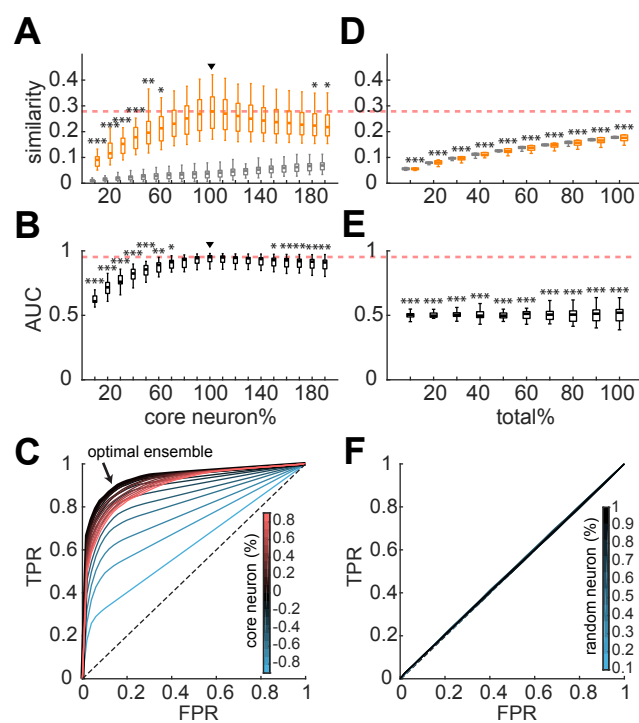 A
D
similarity
0.4
0.3
0.2
0.1
0
*** *** *** *** ** * * *
20 60 100 140 180
0.4
0.3
0.2
0.1
0
*** *** *** *** *** *** *** *** *** ***
20 40 60 80 100
B
E
AUC
1
0.5
0
*** *** *** *** *** ** * * **** ****
20 60 100 140 180
core neuron%
1
0.5
0
*** *** *** *** *** *** *** *** *** ***
20 40 60 80 100
total%
C
F
optimal ensemble
TPR
1
0.8
0.6
0.4
0.2
0
0 0.2 0.4 0.6 0.8 1
FPR
core neuron (%)
0.8
0.6
0.4
0.2
0
-0.2
-0.4
-0.6
-0.8
TPR
1
0.8
0.6
0.4
0.2
0
0 0.2 0.4 0.6 0.8 1
FPR
random neuron (%)
1
0.9
0.8
0.7
0.6
0.5
0.4
0.3
0.2
0.1